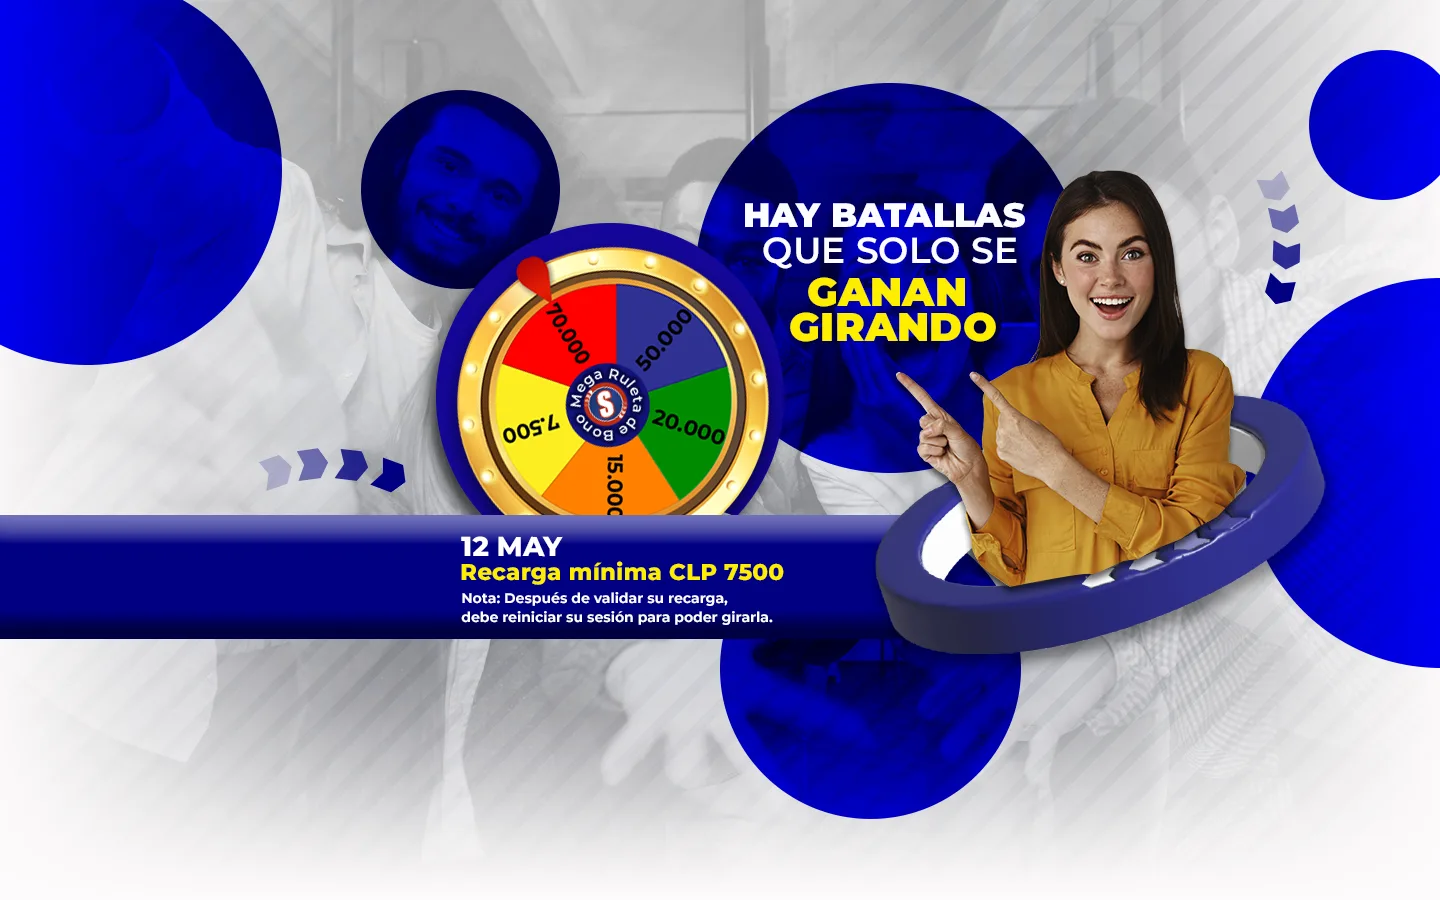 HAY BATALLAS
QUE SOLO SE
GANAN
GIRANDO
70.000
50.000
20.000
15.000
7.500
Mega Ruleta de Bono
S
12 MAY
Recarga mínima CLP 7500
Nota: Después de validar su recarga,
debe reiniciar su sesión para poder girarla.